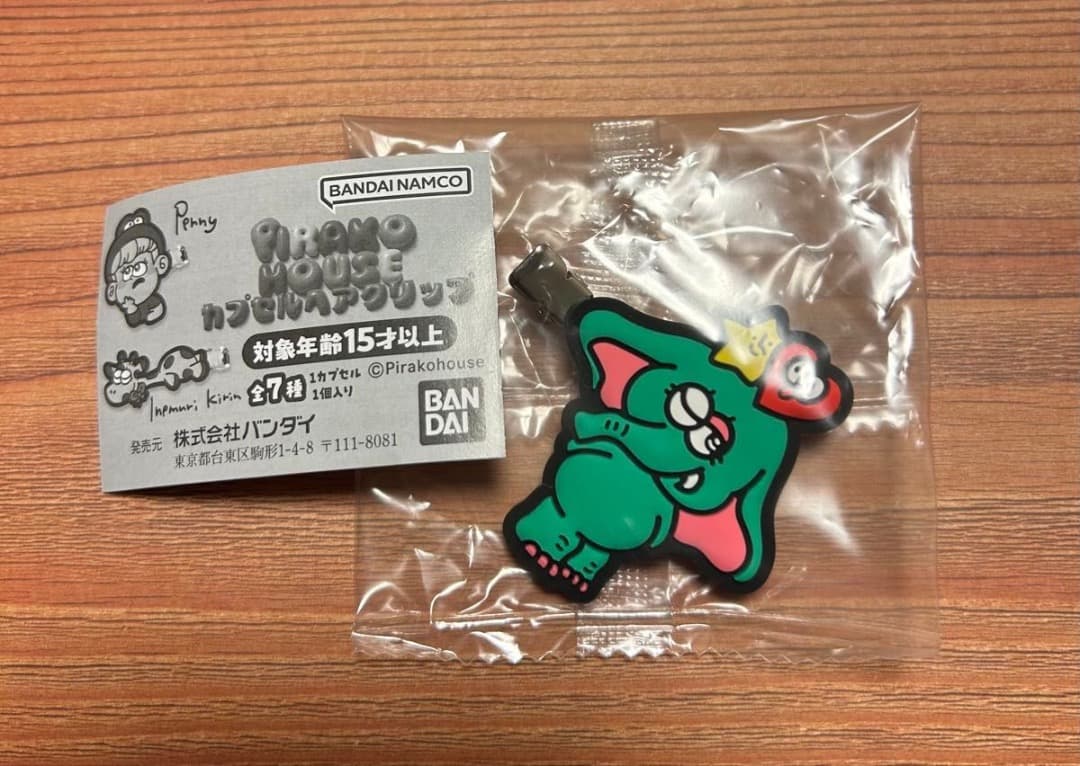 BANDAI NAMCO
Penny
PIRAKO
HOUSE
カプセルヘアクリップ
対象年齢15才以上
©Pirakohouse
Inemuri Kirin
全7種
1カプセル
1個入り
BAN
DAI
発売元 株式会社バンダイ
東京都台東区駒形1-4-8 〒111-8081